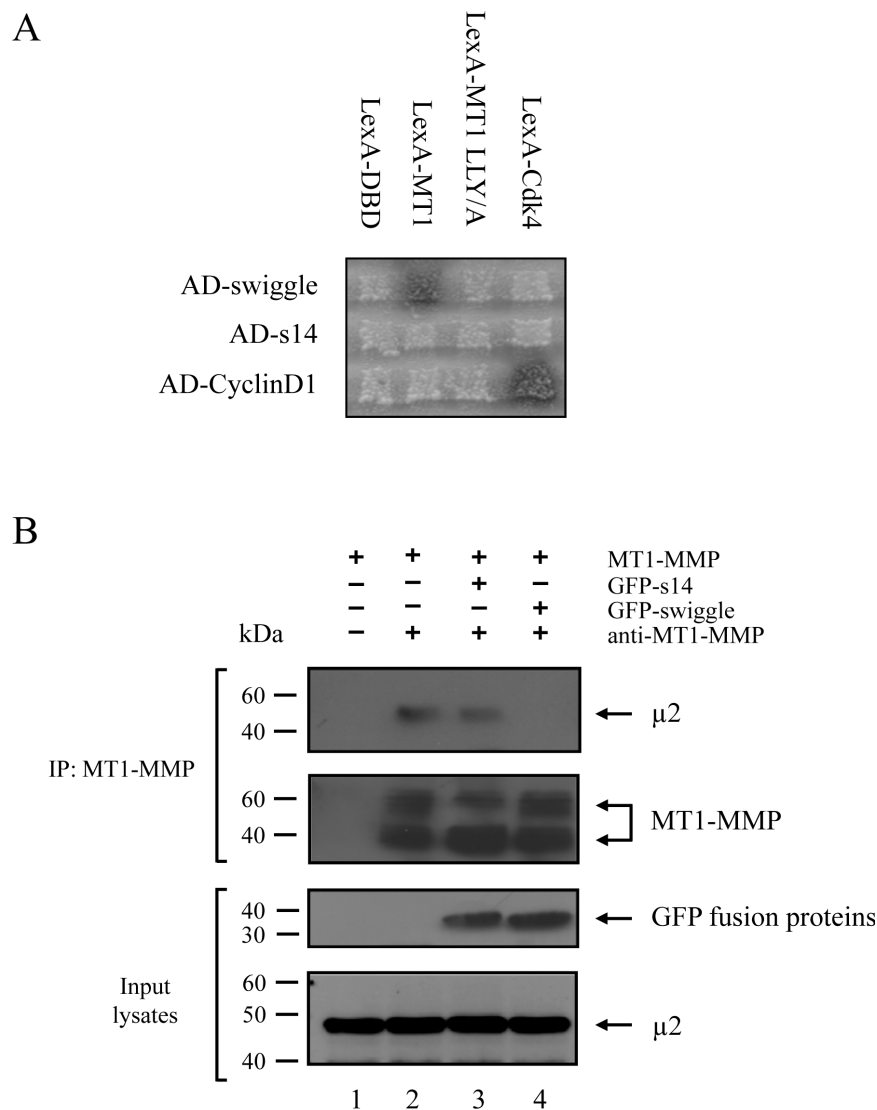 A
LexA-DBD
LexA-MT1
LexA-MT1 LLY/A
LexA-Cdk4
AD-swiggle
AD-s14
AD-CyclinD1
B
+ + + + MT1-MMP
– – + – GFP-s14
– – – + GFP-swiggle
kDa – + + + anti-MT1-MMP
IP: MT1-MMP
60
40
μ2
60
40
MT1-MMP
Input
lysates
40
30
GFP fusion proteins
60
50
40
μ2
1 2 3 4